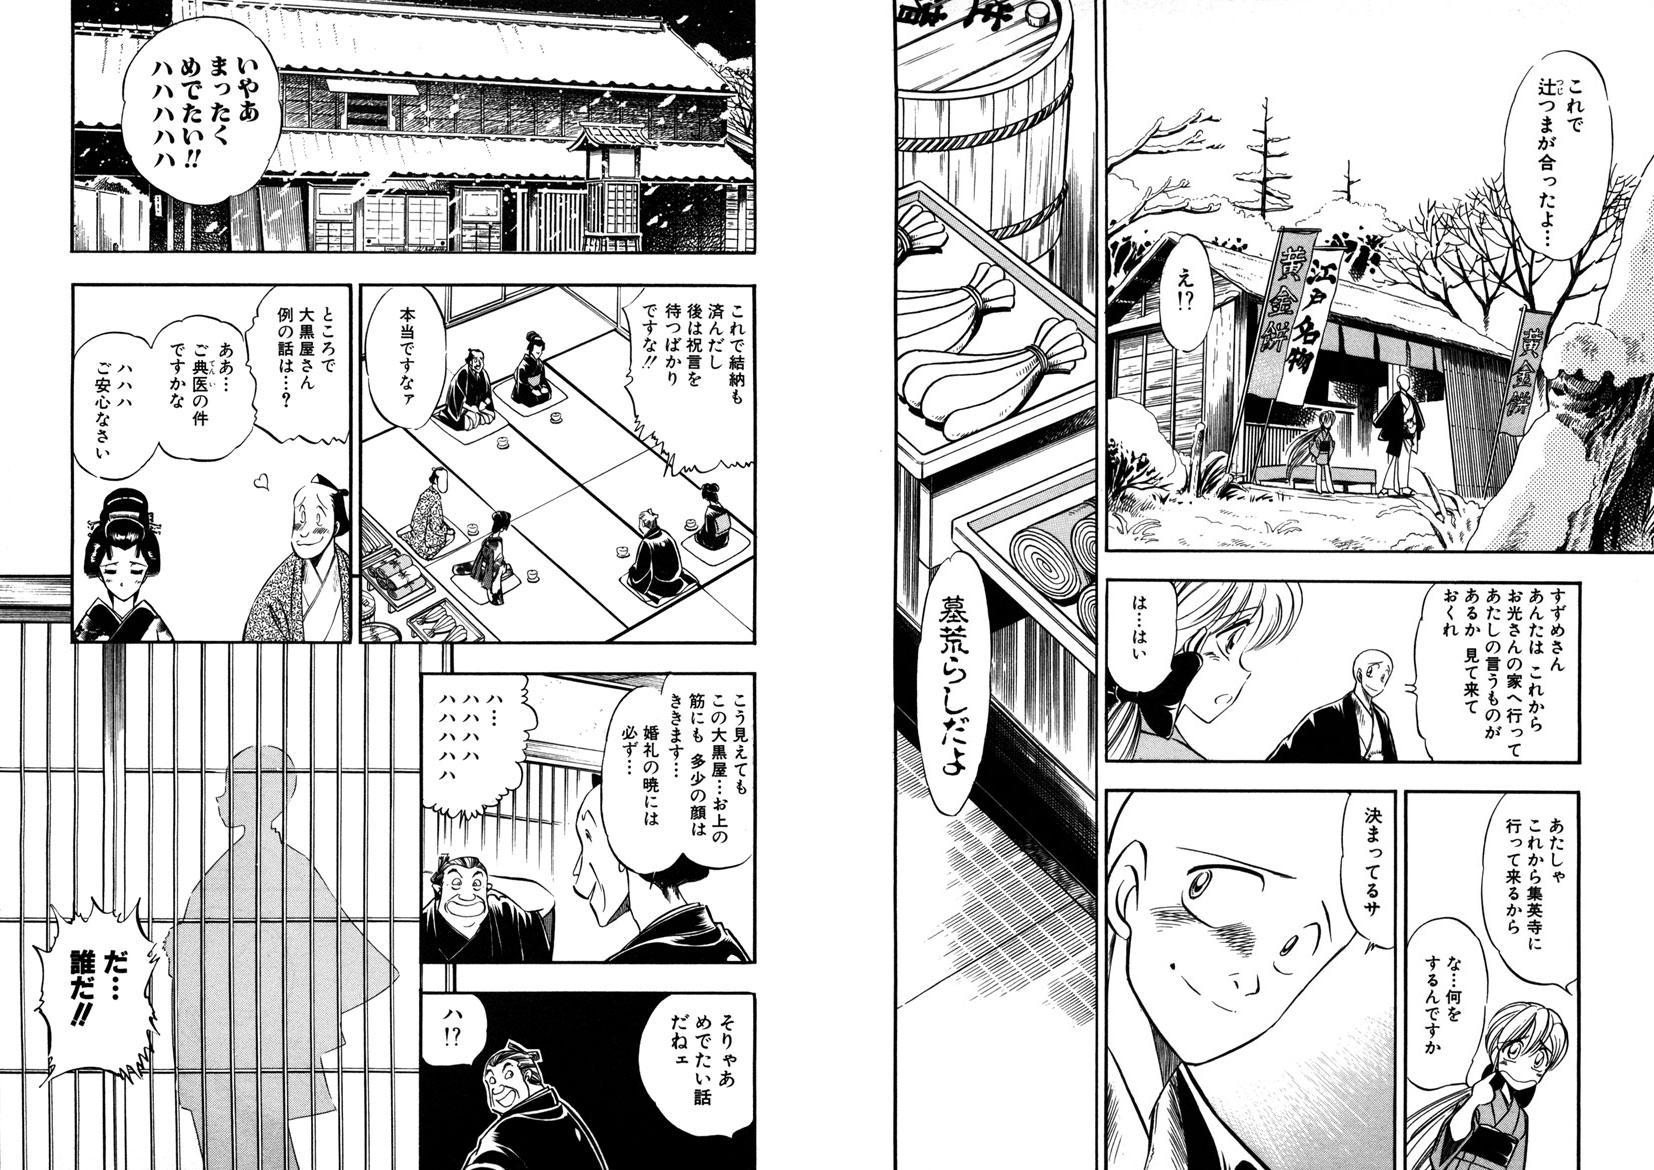 これで
辻つまが合ったよ…
つじ
え!?
黄金餅
江戸名物
黄金餅
すずめさん
あんたは これから
お光さんの家へ行って
あたしの言うものが
あるか 見て来て
おくれ
は…はい
あたしゃ
これから集英寺に
行って来るから
な…何を
するんですか
決まってるサ
墓荒らしだよ
いやあ
まったく
めでたい!!
ハハハハハ
これで結納も
済んだし
後は祝言を
待つばかり
ですな!!
本当ですなァ
ところで
大黒屋さん
例の話は…?
ああ…
ご典医の件
てんい
ですかな
ハハハ
ご安心なさい
こう見えても
この大黒屋…お上の
筋にも 多少の顔は
ききます…
婚礼の暁には
必ず…
ハ…
ハハハ
ハハハハ
ハハハハ
そりゃあ
めでたい話
だねェ
ハ!?
だ…
誰だ!!